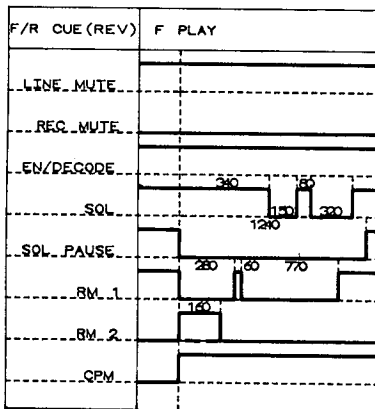 F/R CUE(REV) F PLAY
LINE MUTE
REC MUTE
EN/DECODE
340 80
SOL
150 320
1240
SOL PAUSE
280 60 770
RM 1
160
RM 2
CPM